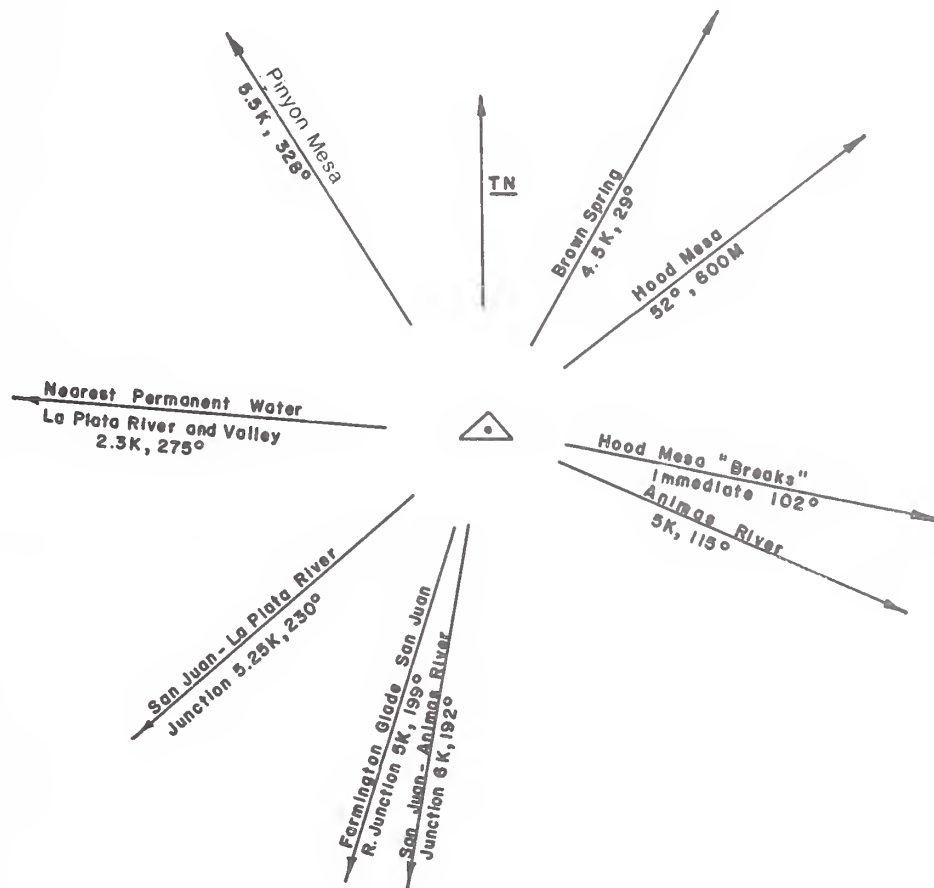 Pinyon Mesa
5.5K, 328°
TN
Brown Spring
4.5K, 29°
Hood Mesa
52°, 600M
Nearest Permanent Water
La Plata River and Valley
2.3K, 275°
Hood Mesa "Breaks"
Immediate 102°
Animas River
5K, 115°
San Juan-La Plata River
Junction 5.25K, 230°
Farmington Glade San Juan
R. Junction 5K, 199°
San Juan-Animas River
Junction 6K, 192°